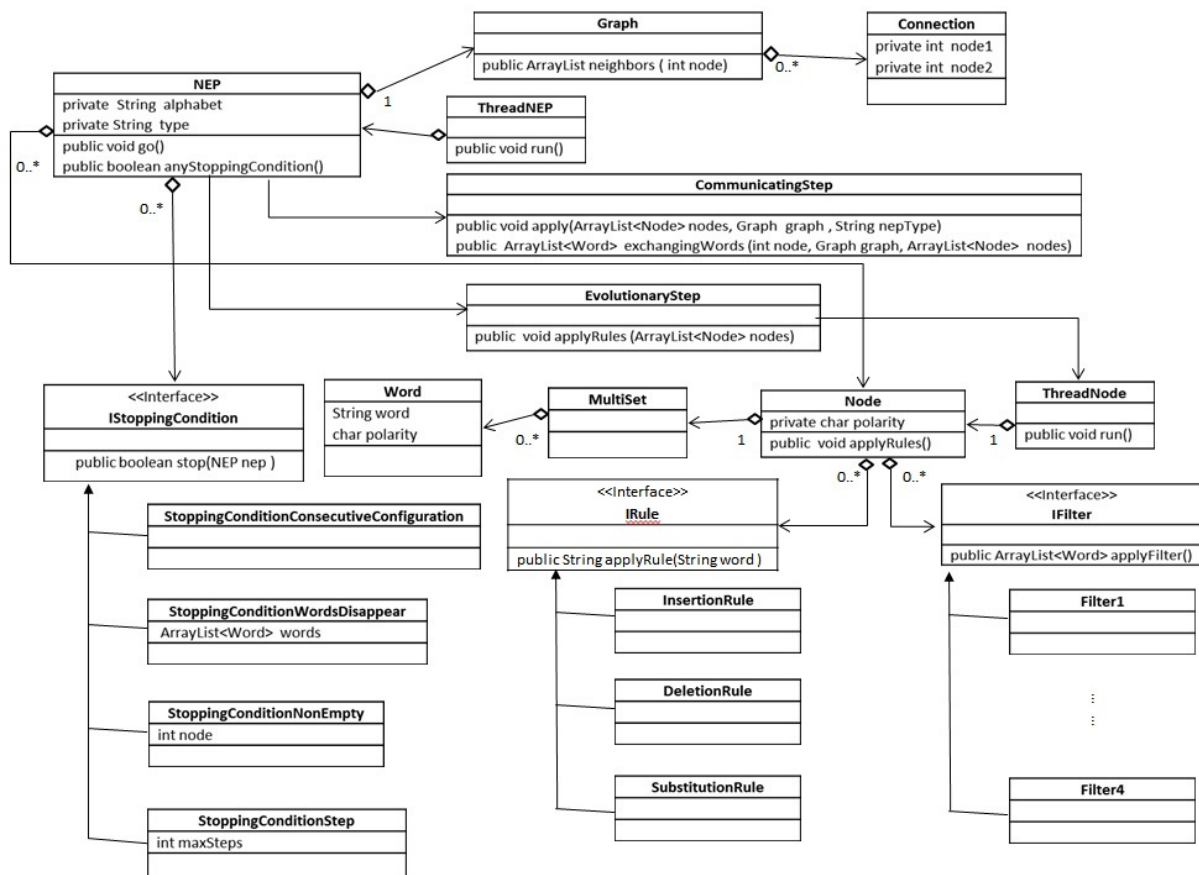 Graph
public ArrayList neighbors ( int node)
Connection
private int node1
private int node2
0..*
NEP
private String alphabet
private String type
public void go()
public boolean anyStoppingCondition()
1
0..*
0..*
ThreadNEP
public void run()
CommunicatingStep
public void apply(ArrayList<Node> nodes, Graph graph , String nepType)
public ArrayList<Word> exchangingWords (int node, Graph graph, ArrayList<Node> nodes)
EvolutionaryStep
public void applyRules (ArrayList<Node> nodes)
<<Interface>>
IStoppingCondition
public boolean stop(NEP nep )
Word
String word
char polarity
0..*
MultiSet
1
Node
private char polarity
public void applyRules()
1
0..*
0..*
ThreadNode
public void run()
<<Interface>>
IRule
public String applyRule(String word )
<<Interface>>
IFilter
public ArrayList<Word> applyFilter()
StoppingConditionConsecutiveConfiguration
StoppingConditionWordsDisappear
ArrayList<Word> words
StoppingConditionNonEmpty
int node
StoppingConditionStep
int maxSteps
InsertionRule
DeletionRule
SubstitutionRule
Filter1
...
...
Filter4